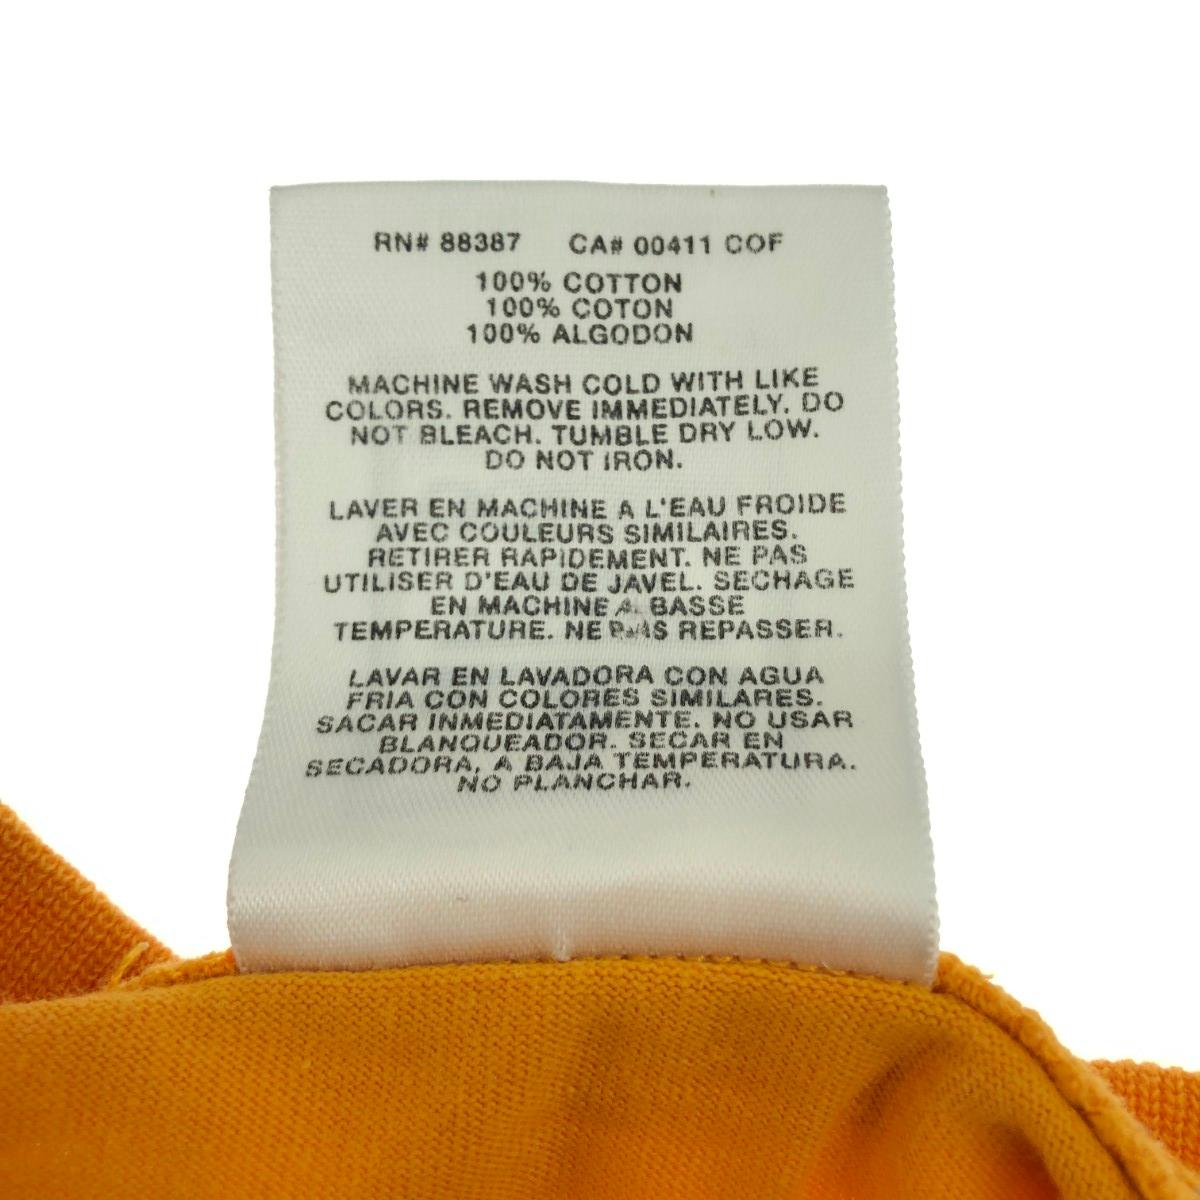 RN# 88387 CA# 00411 COF
100% COTTON
100% COTON
100% ALGODON
MACHINE WASH COLD WITH LIKE
COLORS. REMOVE IMMEDIATELY. DO
NOT BLEACH. TUMBLE DRY LOW.
DO NOT IRON.
LAVER EN MACHINE A L'EAU FROIDE
AVEC COULEURS SIMILAIRES.
RETIRER RAPIDEMENT. NE PAS
UTILISER D'EAU DE JAVEL. SECHAGE
EN MACHINE A BASSE
TEMPERATURE. NE PAS REPASSER.
LAVAR EN LAVADORA CON AGUA
FRIA CON COLORES SIMILARES.
SACAR INMEDIATAMENTE. NO USAR
BLANQUEADOR. SECAR EN
SECADORA, A BAJA TEMPERATURA.
NO PLANCHAR.